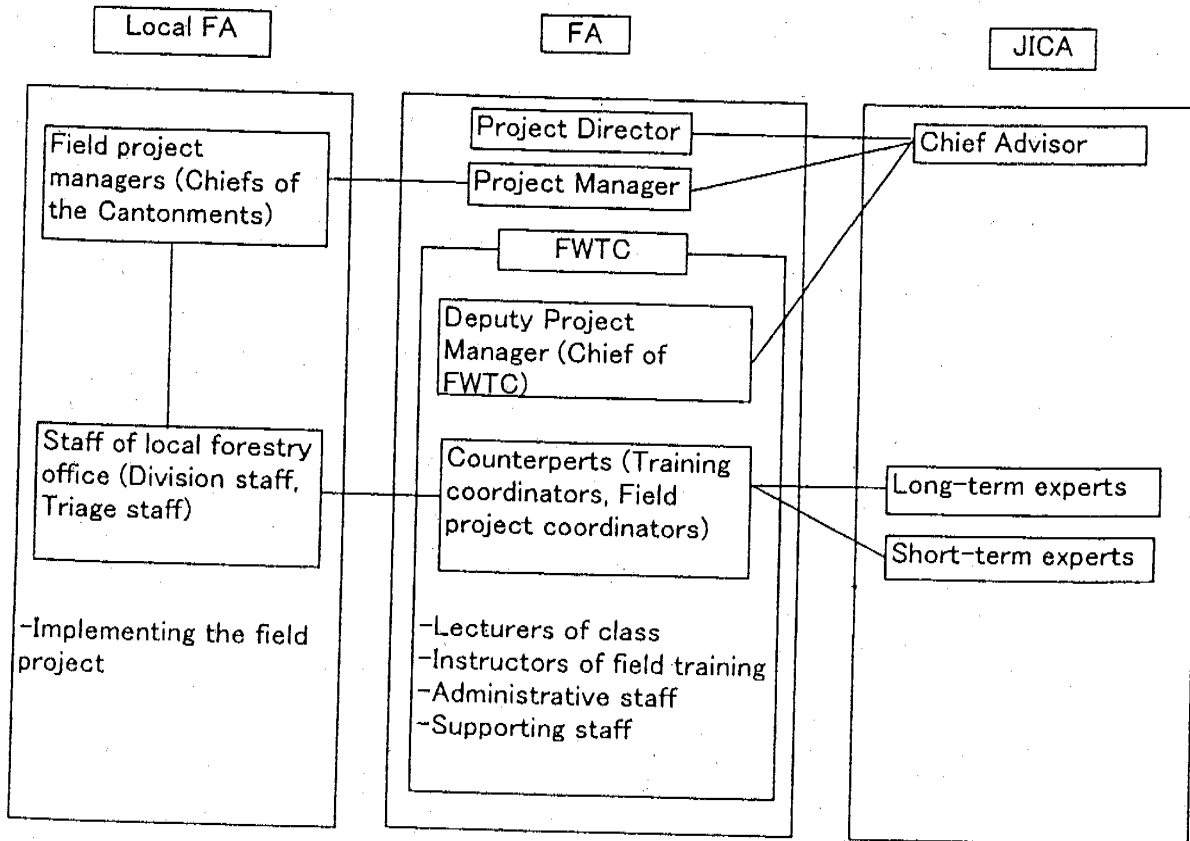 Local FA
FA
JICA
Field project
managers (Chiefs of
the Cantonments)
Staff of local forestry
office (Division staff,
Triage staff)
-Implementing the field
project
Project Director
Project Manager
FWTC
Deputy Project
Manager (Chief of
FWTC)
Counterperts (Training
coordinators, Field
project coordinators)
-Lecturers of class
-Instructors of field training
-Administrative staff
-Supporting staff
Chief Advisor
Long-term experts
Short-term experts